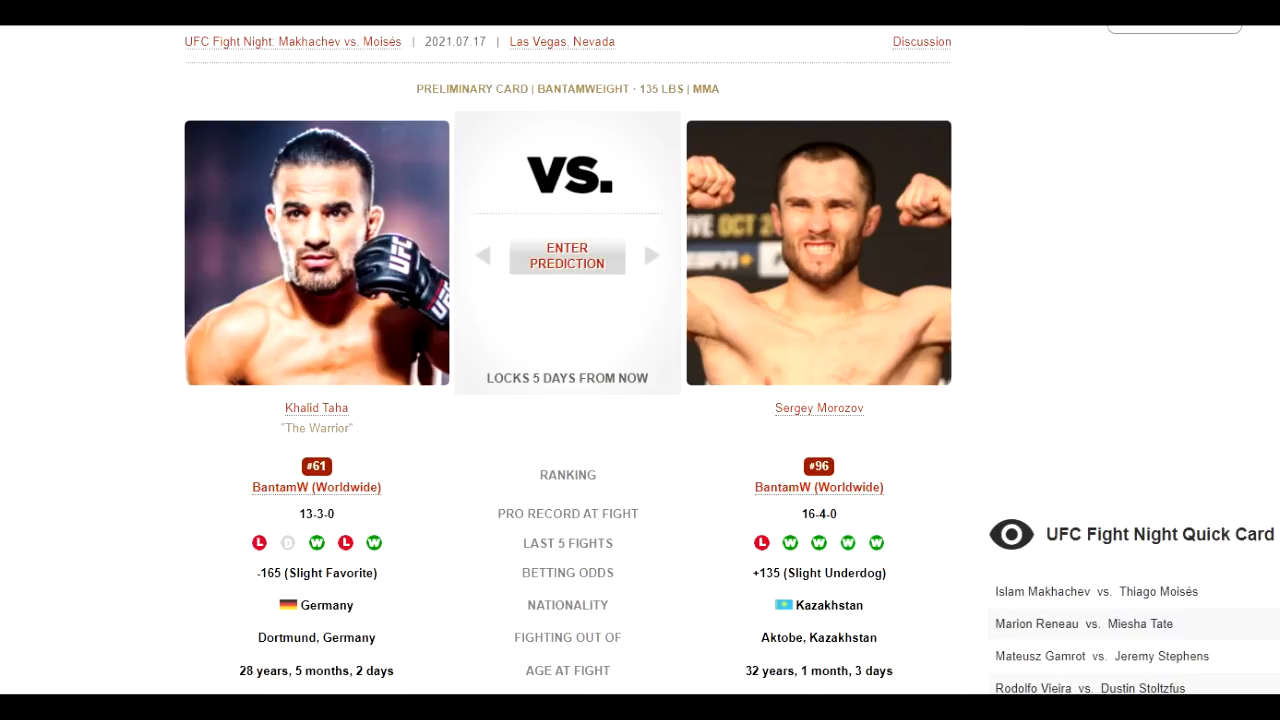 UFC Fight Night: Makhachev vs. Moisés | 2021.07.17 | Las Vegas, Nevada Discussion
PRELIMINARY CARD | BANTAMWEIGHT · 135 LBS | MMA
VS.
ENTER
PREDICTION
LOCKS 5 DAYS FROM NOW
UFC
OCT 2
Khalid Taha Sergey Morozov
"The Warrior"
#61 RANKING #96
BantamW (Worldwide) BantamW (Worldwide)
13-3-0 PRO RECORD AT FIGHT 16-4-0
L D W L W LAST 5 FIGHTS L W W W W
-165 (Slight Favorite) BETTING ODDS +135 (Slight Underdog)
Germany NATIONALITY Kazakhstan
Dortmund, Germany FIGHTING OUT OF Aktobe, Kazakhstan
28 years, 5 months, 2 days AGE AT FIGHT 32 years, 1 month, 3 days
UFC Fight Night Quick Card
Islam Makhachev vs. Thiago Moisés
Marion Reneau vs. Miesha Tate
Mateusz Gamrot vs. Jeremy Stephens
Rodolfo Vieira vs. Dustin Stoltzfus